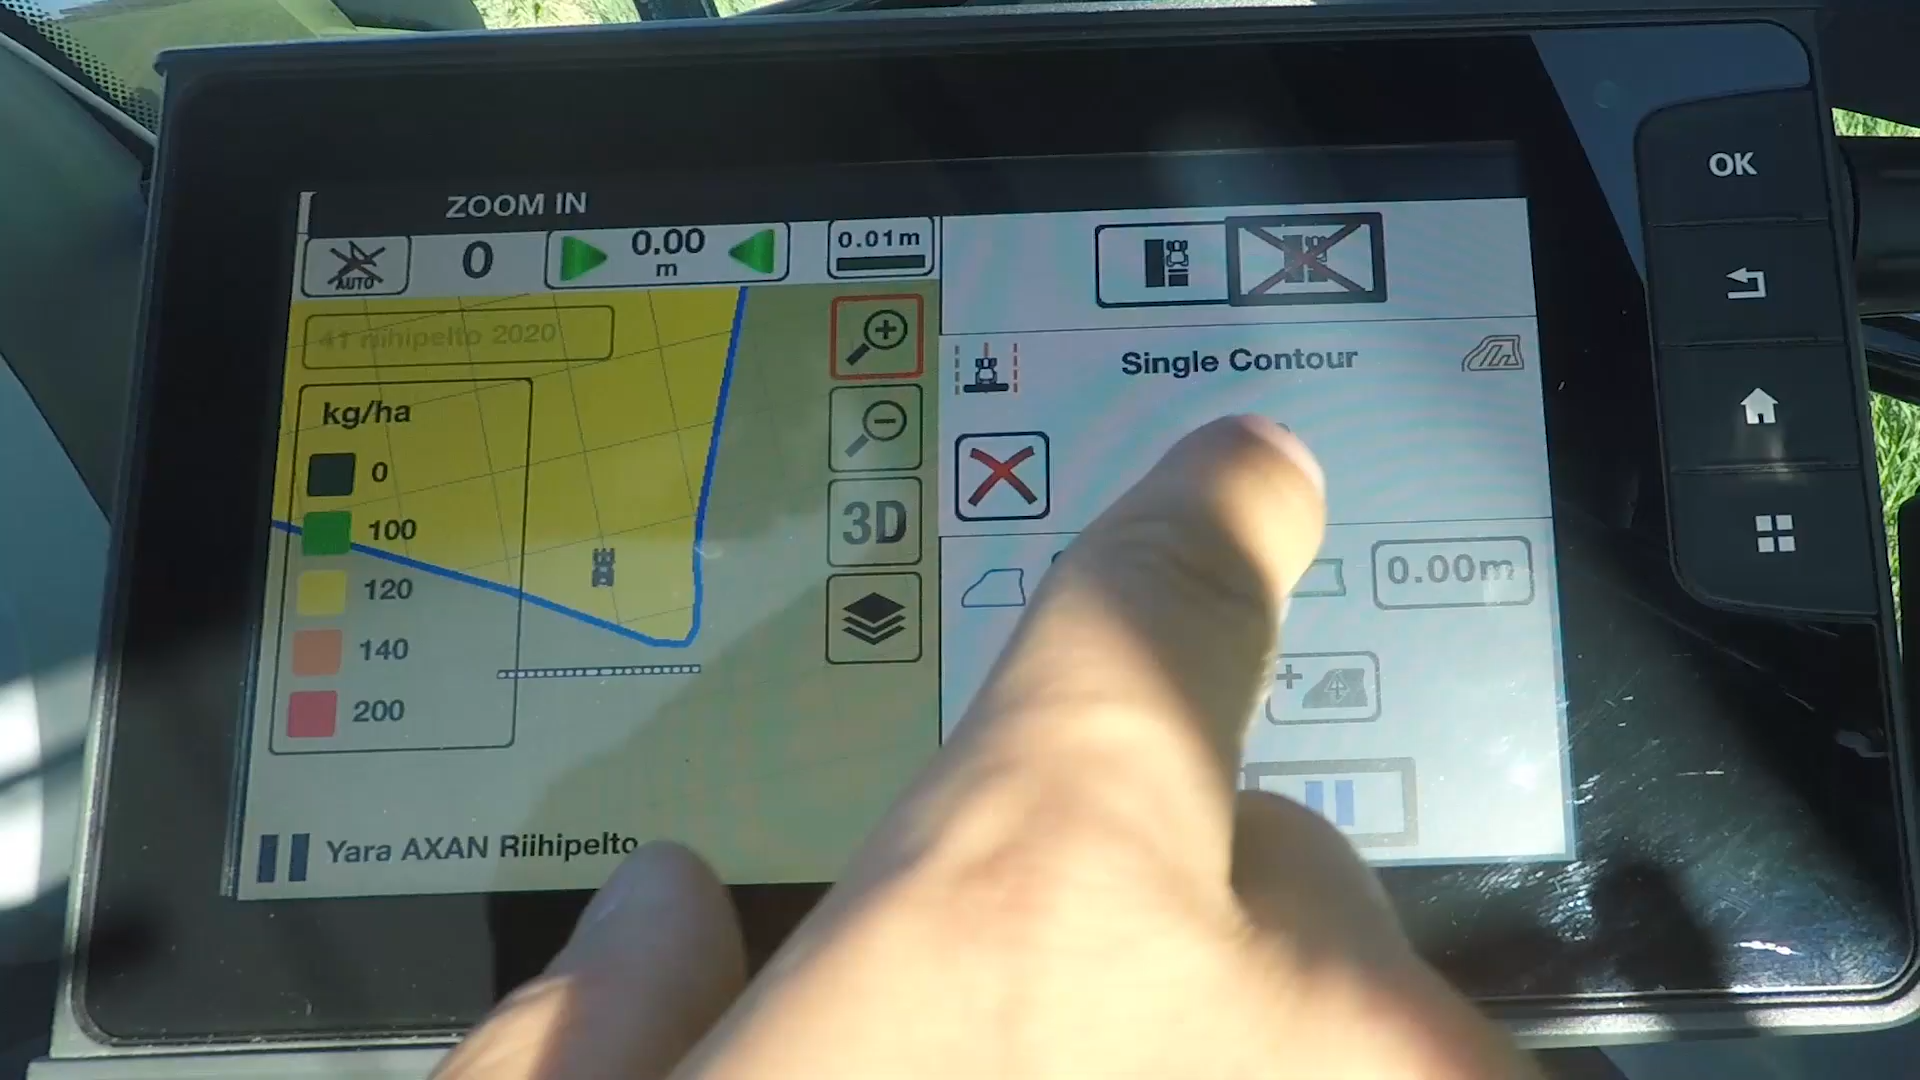 ZOOM IN
AUTO
0
0.00
m
0.01m
41 riihipelto 2020
kg/ha
0
100
120
140
200
3D
Yara AXAN Riihipelto
Single Contour
0.00m
+ 4
OK